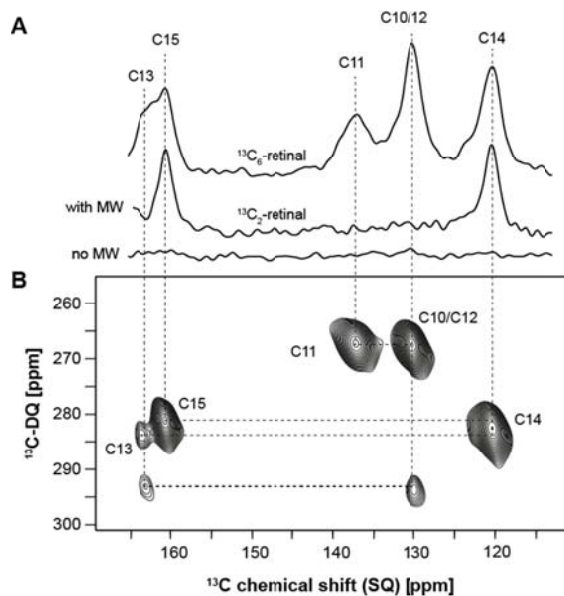 A
C10/12
C15
C14
C13
C11
¹³C₆-retinal
with MW
¹³C₂-retinal
no MW
B
260
C10/C12
270
C11
280
C15
C14
C13
290
300
¹³C-DQ [ppm]
160
150
140
130
120
¹³C chemical shift (SQ) [ppm]